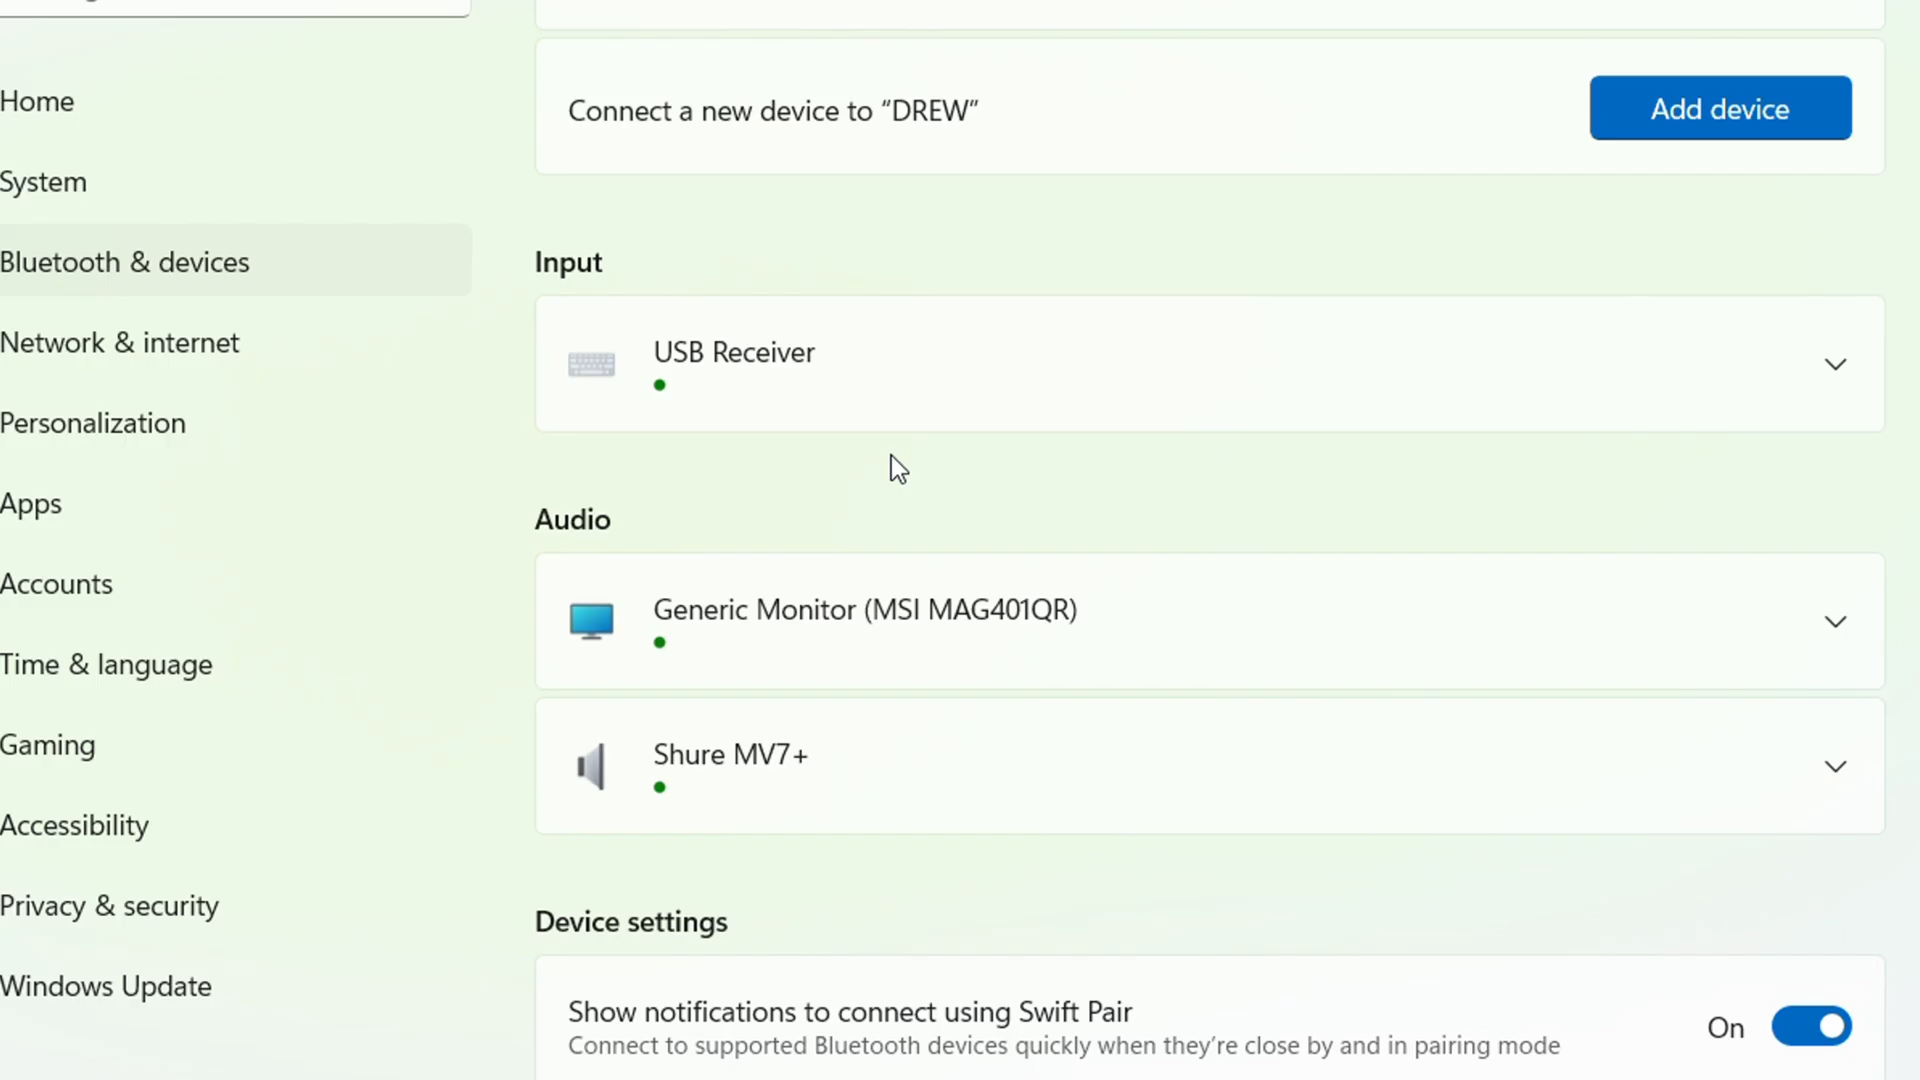 Home
System
Bluetooth & devices
Network & internet
Personalization
Apps
Accounts
Time & language
Gaming
Accessibility
Privacy & security
Windows Update
Connect a new device to “DREW”
Add device
Input
USB Receiver
Audio
Generic Monitor (MSI MAG401QR)
Shure MV7+
Device settings
Show notifications to connect using Swift Pair
Connect to supported Bluetooth devices quickly when they’re close by and in pairing mode
On